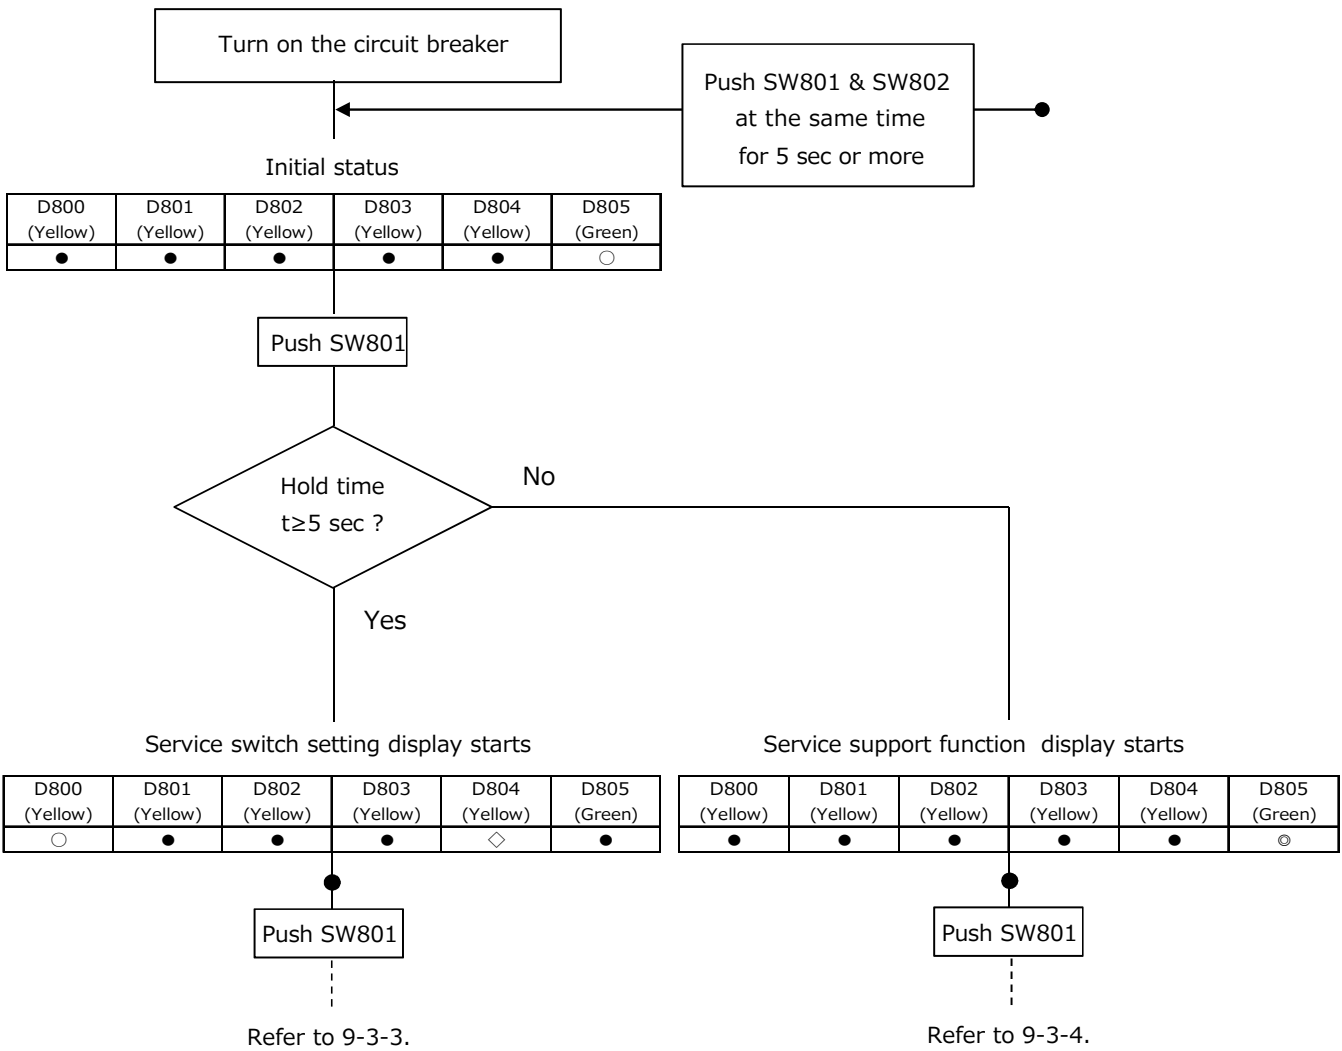 Turn on the circuit breaker
Push SW801 & SW802
at the same time
for 5 sec or more
Initial status
D800 D801 D802 D803 D804 D805
(Yellow) (Yellow) (Yellow) (Yellow) (Yellow) (Green)
● ● ● ● ● ○
Push SW801
Hold time
t≥5 sec ?
No
Yes
Service switch setting display starts
D800 D801 D802 D803 D804 D805
(Yellow) (Yellow) (Yellow) (Yellow) (Yellow) (Green)
○ ● ● ● ◇ ●
Push SW801
Refer to 9-3-3.
Service support function display starts
D800 D801 D802 D803 D804 D805
(Yellow) (Yellow) (Yellow) (Yellow) (Yellow) (Green)
● ● ● ● ● ◎
Push SW801
Refer to 9-3-4.